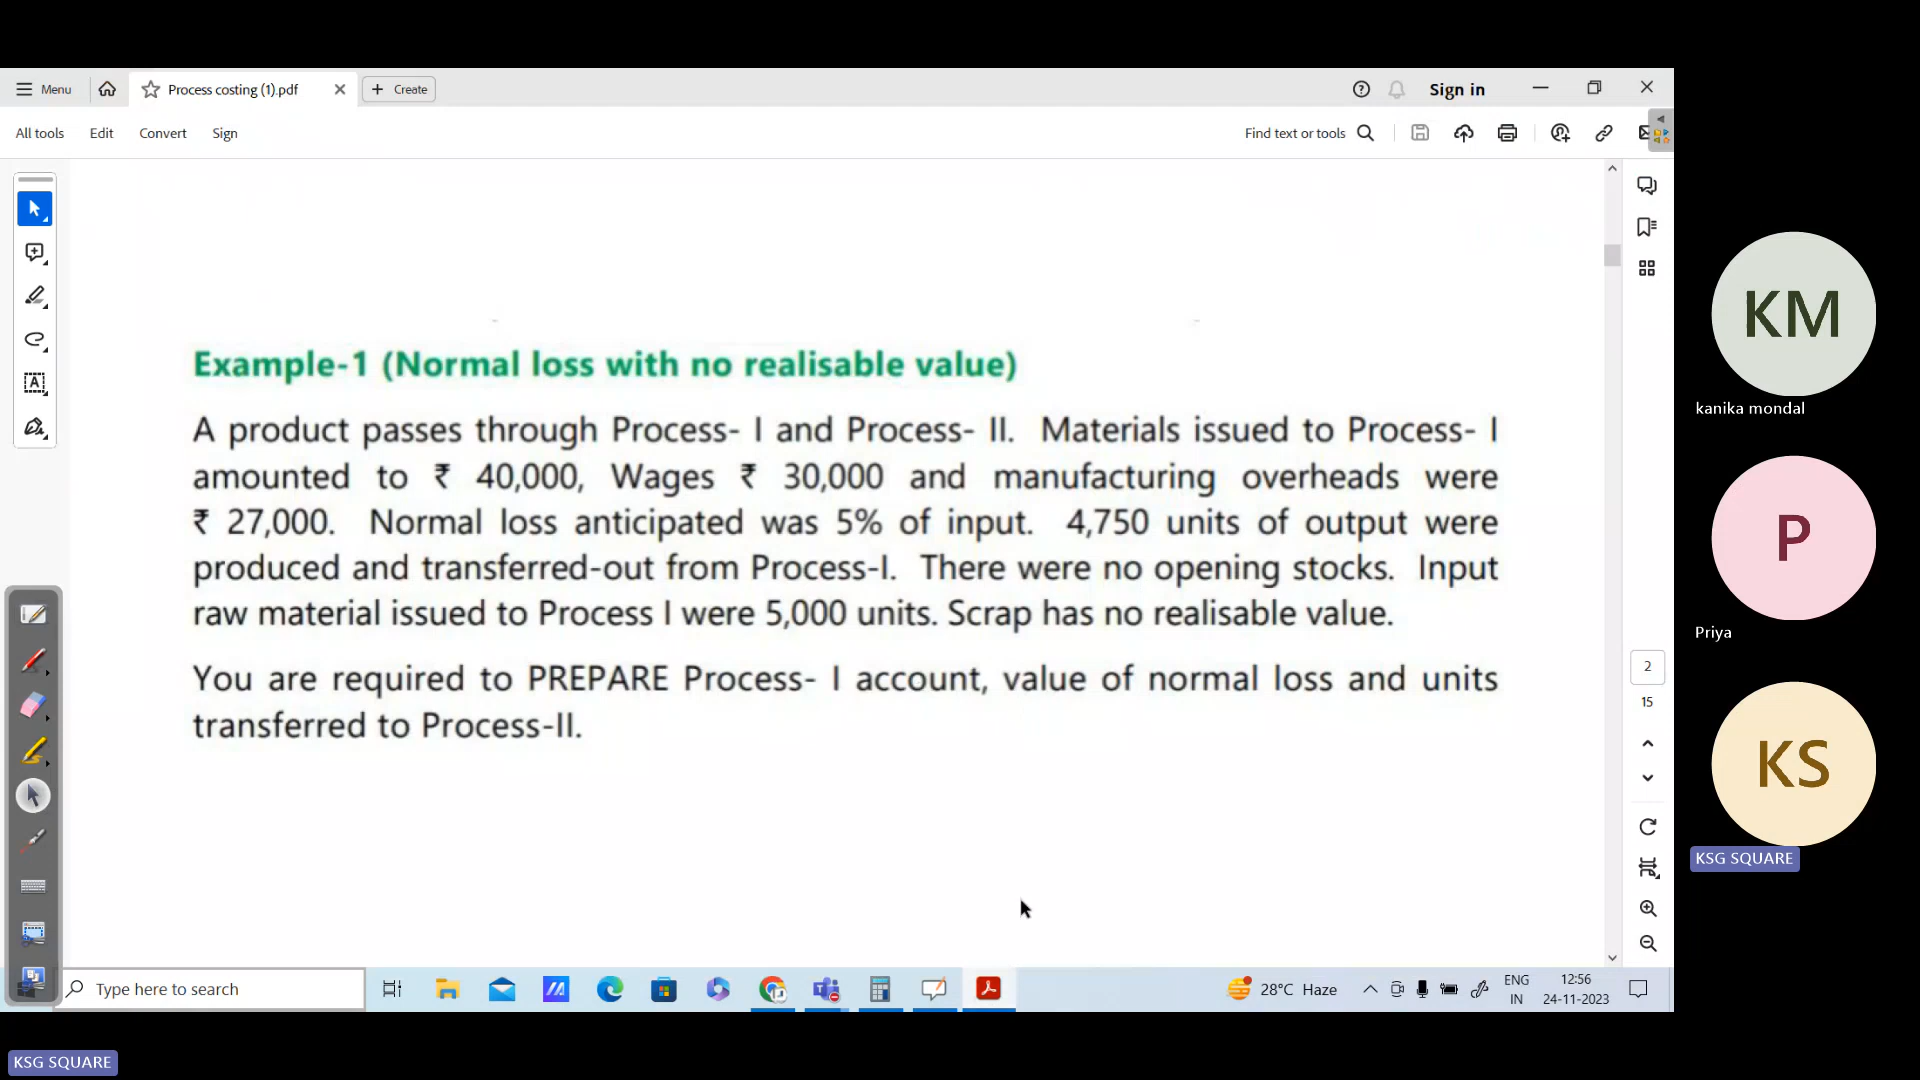 Menu
Process costing (1).pdf
Create
Sign in
All tools
Edit
Convert
Sign
Find text or tools
Example-1 (Normal loss with no realisable value)
A product passes through Process- I and Process- II. Materials issued to Process- I
amounted to ₹ 40,000, Wages ₹ 30,000 and manufacturing overheads were
₹ 27,000. Normal loss anticipated was 5% of input. 4,750 units of output were
produced and transferred-out from Process-I. There were no opening stocks. Input
raw material issued to Process I were 5,000 units. Scrap has no realisable value.
You are required to PREPARE Process- I account, value of normal loss and units
transferred to Process-II.
2
15
KM
kanika mondal
P
Priya
KS
KSG SQUARE
Type here to search
28°C Haze
ENG
IN
12:56
24-11-2023
KSG SQUARE